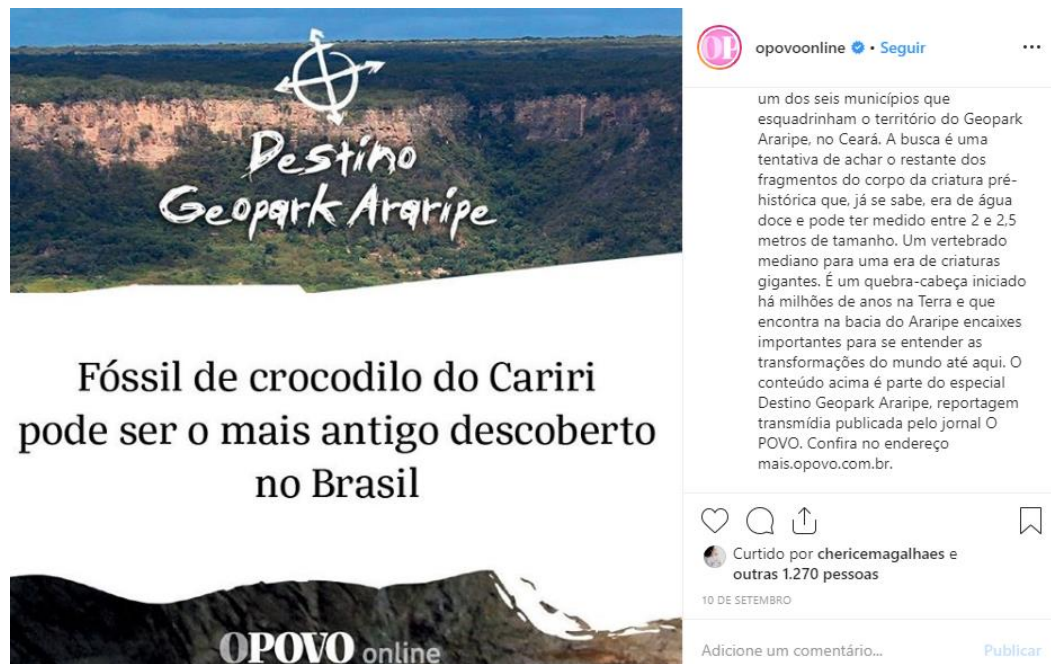 Destino
Geopark Araripe
Fóssil de crocodilo do Cariri
pode ser o mais antigo descoberto
no Brasil
OPOVO online
OP
opovoonline • Seguir
um dos seis municípios que
esquadrinham o território do Geopark
Araripe, no Ceará. A busca é uma
tentativa de achar o restante dos
fragmentos do corpo da criatura pré-
histórica que, já se sabe, era de água
doce e pode ter medido entre 2 e 2,5
metros de tamanho. Um vertebrado
mediano para uma era de criaturas
gigantes. É um quebra-cabeça iniciado
há milhões de anos na Terra e que
encontra na bacia do Araripe encaixes
importantes para se entender as
transformações do mundo até aqui. O
conteúdo acima é parte do especial
Destino Geopark Araripe, reportagem
transmídia publicada pelo jornal O
POVO. Confira no endereço
mais.opovo.com.br.
Curtido por chericemagalhaes e
outras 1.270 pessoas
10 DE SETEMBRO
Adicione um comentário... Publicar